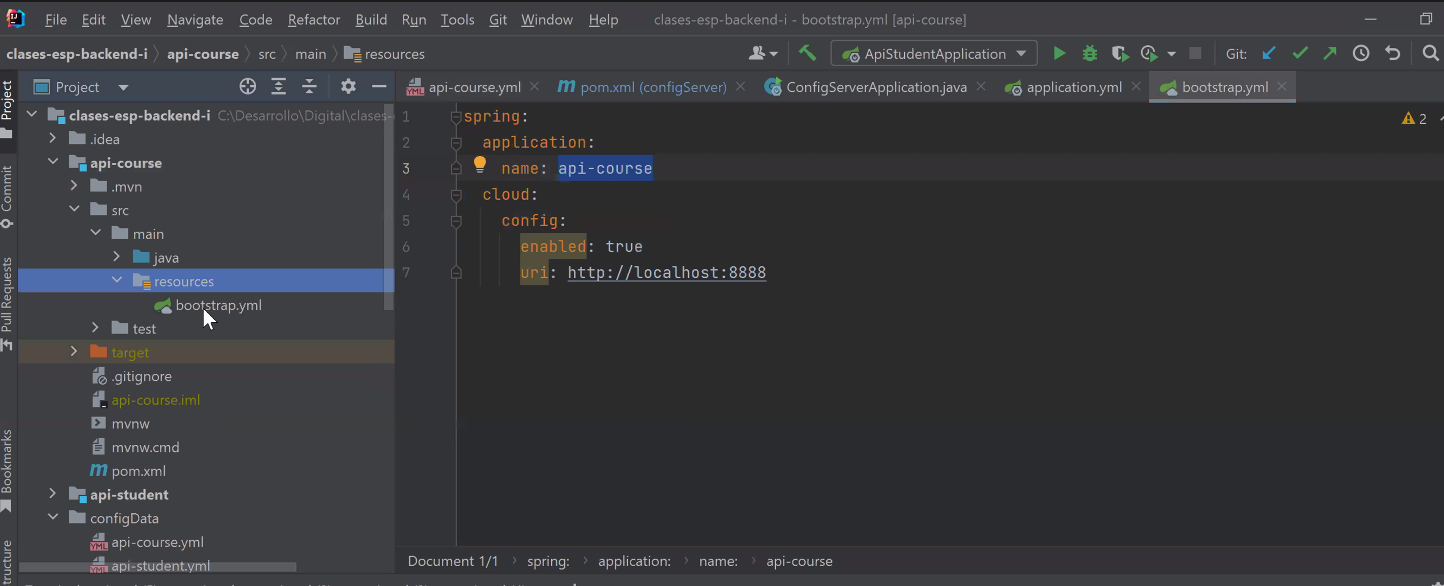 File Edit View Navigate Code Refactor Build Run Tools Git Window Help clases-esp-backend-i - bootstrap.yml [api-course]
clases-esp-backend-i api-course src main resources ApiStudentApplication Git:
Project
api-course.yml pom.xml (configServer) ConfigServerApplication.java application.yml bootstrap.yml
Project
Commit
Pull Requests
Bookmarks
clases-esp-backend-i C:\Desarrollo\Digital\clases-
.idea
api-course
.mvn
src
main
java
resources
bootstrap.yml
test
target
.gitignore
api-course.iml
mvnw
mvnw.cmd
pom.xml
api-student
configData
api-course.yml
api-student.yml
1 spring:
2 application:
3 name: api-course
4 cloud:
5 config:
6 enabled: true
7 uri: http://localhost:8888
2
Document 1/1 spring: application: name: api-course